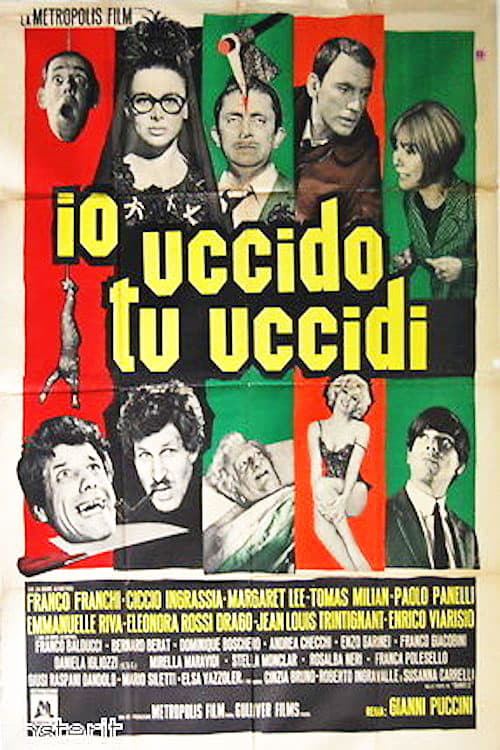 LA METROPOLIS FILM
io uccido
tu uccidi
FRANCO FRANCHI · CICCIO INGRASSIA · MARGARET LEE · TOMAS MILIAN · PAOLO PANELLI
EMMANUELLE RIVA · ELEONORA ROSSI DRAGO · JEAN LOUIS TRINTIGNANT · ENRICO VIARISIO
FRANCO BALDUCCI · BERNARD BERAT · DOMINIQUE BOSCHERO · ANDREA CHECCHI · ENZO GARINEI · FRANCO GIACOBINI
DANIELA IGLIOZZI · MIRELLA MARAVIDI · STELLA MONCLAR · ROSALBA NERI · FRANCA POLESELLO
GIUSI RASPANI DANDOLO · MARIO SILETTI · ELSA VAZZOLER · CINZIA BRUNO · ROBERTO INGRAVALLE · SUSANNA CARRELLI
METROPOLIS FILM GULLIVER FILMS REGIA: GIANNI PUCCINI